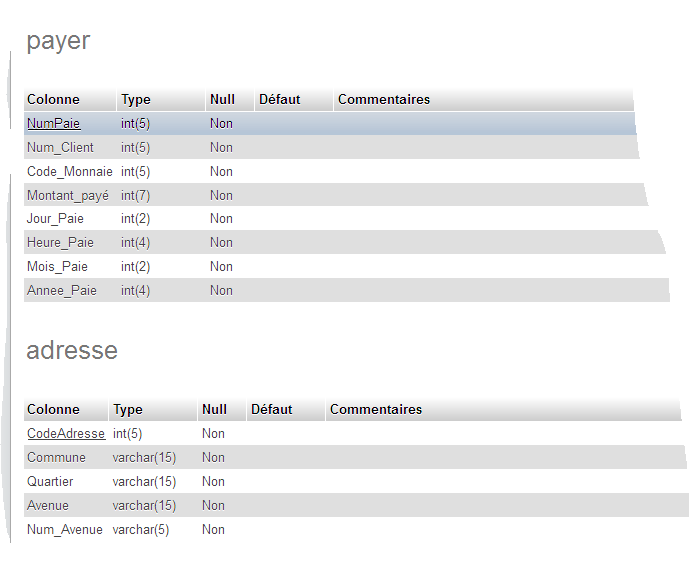 payer
Colonne Type Null Défaut Commentaires
NumPaie int(5) Non
Num_Client int(5) Non
Code_Monnaie int(5) Non
Montant_payé int(7) Non
Jour_Paie int(2) Non
Heure_Paie int(4) Non
Mois_Paie int(2) Non
Annee_Paie int(4) Non
adresse
Colonne Type Null Défaut Commentaires
CodeAdresse int(5) Non
Commune varchar(15) Non
Quartier varchar(15) Non
Avenue varchar(15) Non
Num_Avenue varchar(5) Non